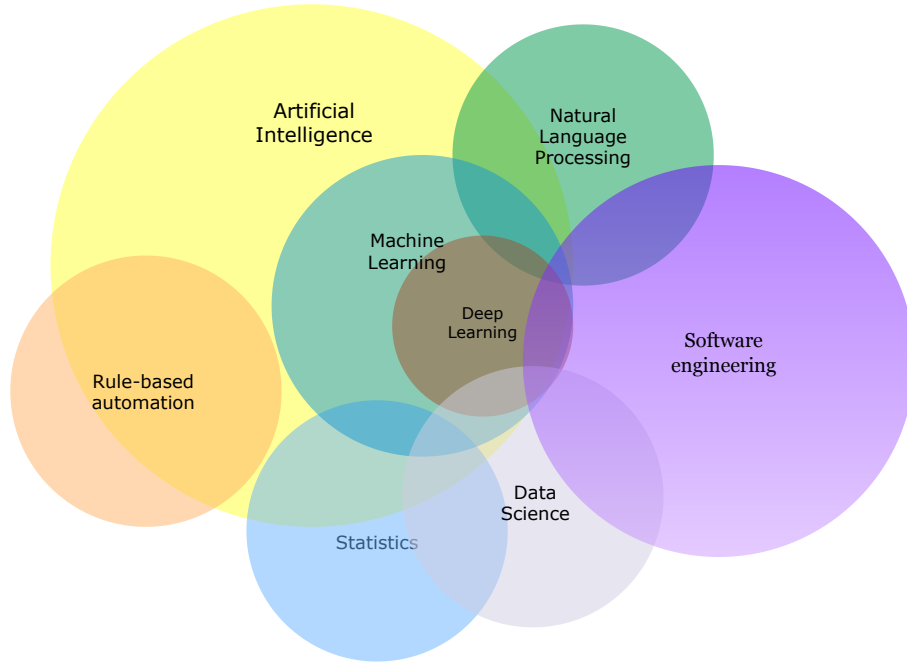 Artificial
Intelligence
Natural
Language
Processing
Machine
Learning
Deep
Learning
Software
engineering
Rule-based
automation
Data
Science
Statistics